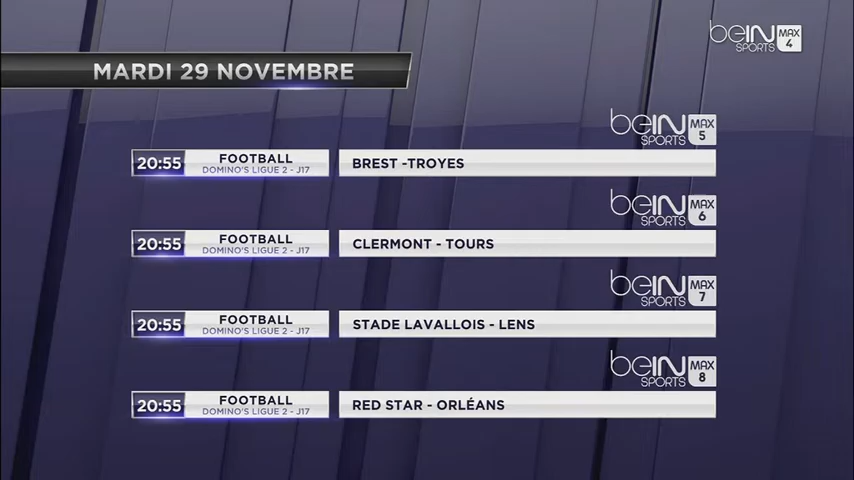 beIN SPORTS MAX 4
MARDI 29 NOVEMBRE
beIN SPORTS MAX 5
20:55 FOOTBALL DOMINO'S LIGUE 2 - J17 BREST -TROYES
beIN SPORTS MAX 6
20:55 FOOTBALL DOMINO'S LIGUE 2 - J17 CLERMONT - TOURS
beIN SPORTS MAX 7
20:55 FOOTBALL DOMINO'S LIGUE 2 - J17 STADE LAVALLOIS - LENS
beIN SPORTS MAX 8
20:55 FOOTBALL DOMINO'S LIGUE 2 - J17 RED STAR - ORLÉANS